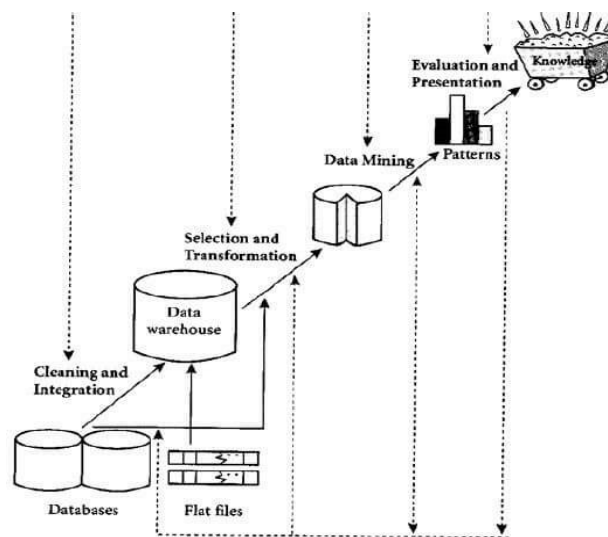 Evaluation and
Presentation
Knowledge
Data Mining
Patterns
Selection and
Transformation
Data
warehouse
Cleaning and
Integration
Databases
Flat files